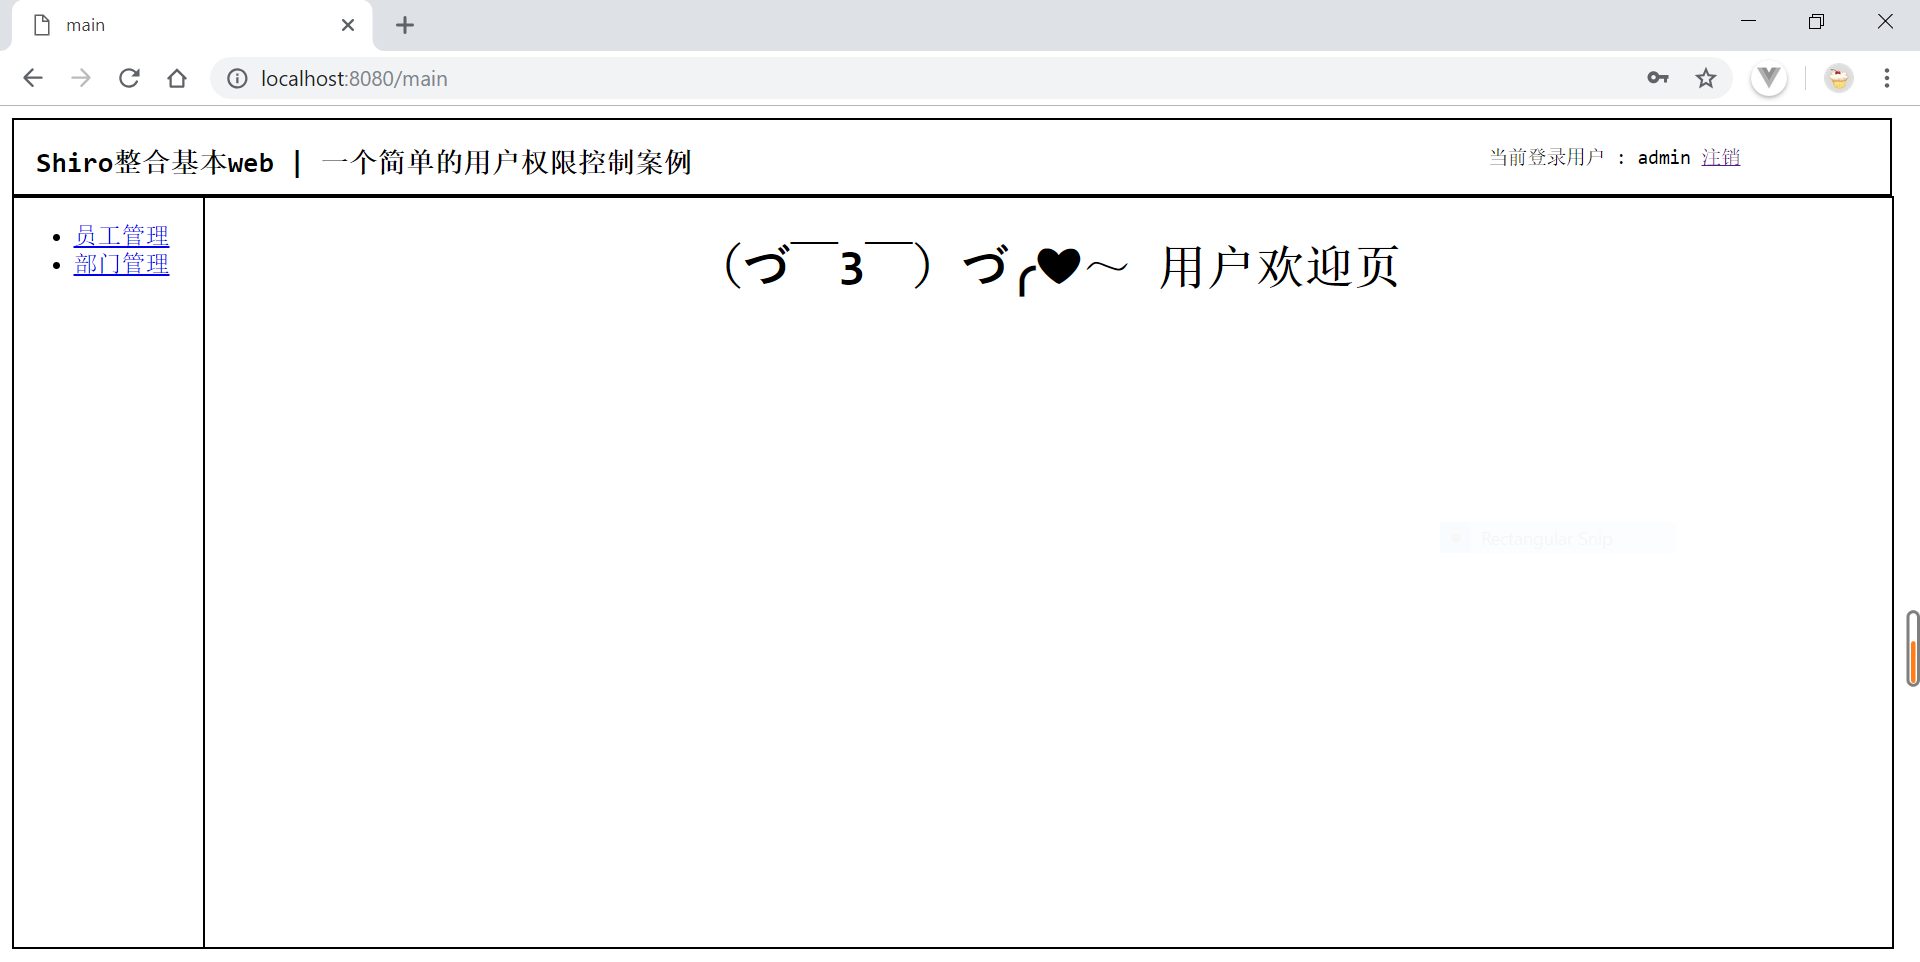 main
localhost:8080/main
Shiro整合基本web | 一个简单的用户权限控制案例
当前登录用户 : admin 注销
员工管理
部门管理
（づ￣3￣）づ╭❤～ 用户欢迎页
Rectangular Snip